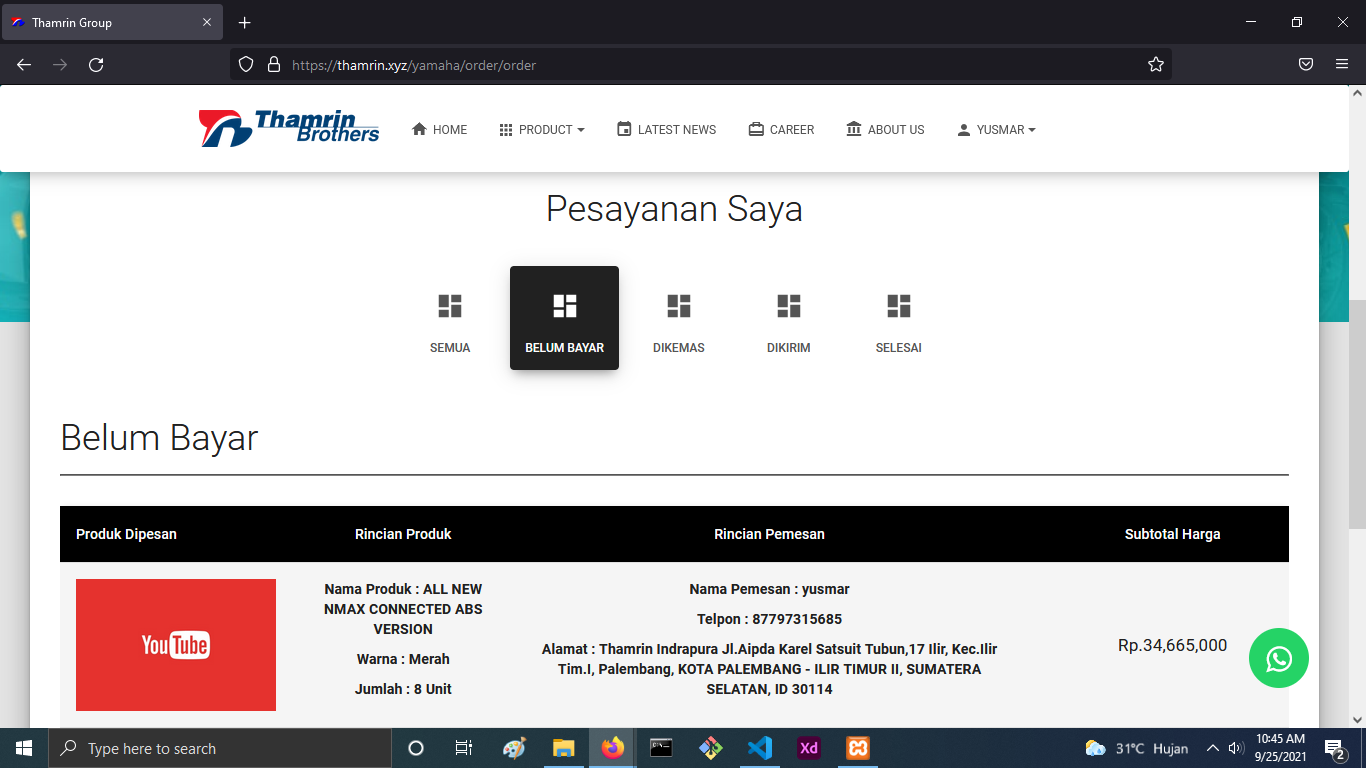 Thamrin Group
https://thamrin.xyz/yamaha/order/order
Thamrin
Brothers
HOME
PRODUCT
LATEST NEWS
CAREER
ABOUT US
YUSMAR
Pesayanan Saya
SEMUA
BELUM BAYAR
DIKEMAS
DIKIRIM
SELESAI
Belum Bayar
Produk Dipesan
Rincian Produk
Rincian Pemesan
Subtotal Harga
YouTube
Nama Produk : ALL NEW
NMAX CONNECTED ABS
VERSION
Warna : Merah
Jumlah : 8 Unit
Nama Pemesan : yusmar
Telpon : 87797315685
Alamat : Thamrin Indrapura Jl.Aipda Karel Satsuit Tubun,17 Ilir, Kec.Ilir
Tim.I, Palembang, KOTA PALEMBANG - ILIR TIMUR II, SUMATERA
SELATAN, ID 30114
Rp.34,665,000
Type here to search
Xd
31°C Hujan
10:45 AM
9/25/2021
2